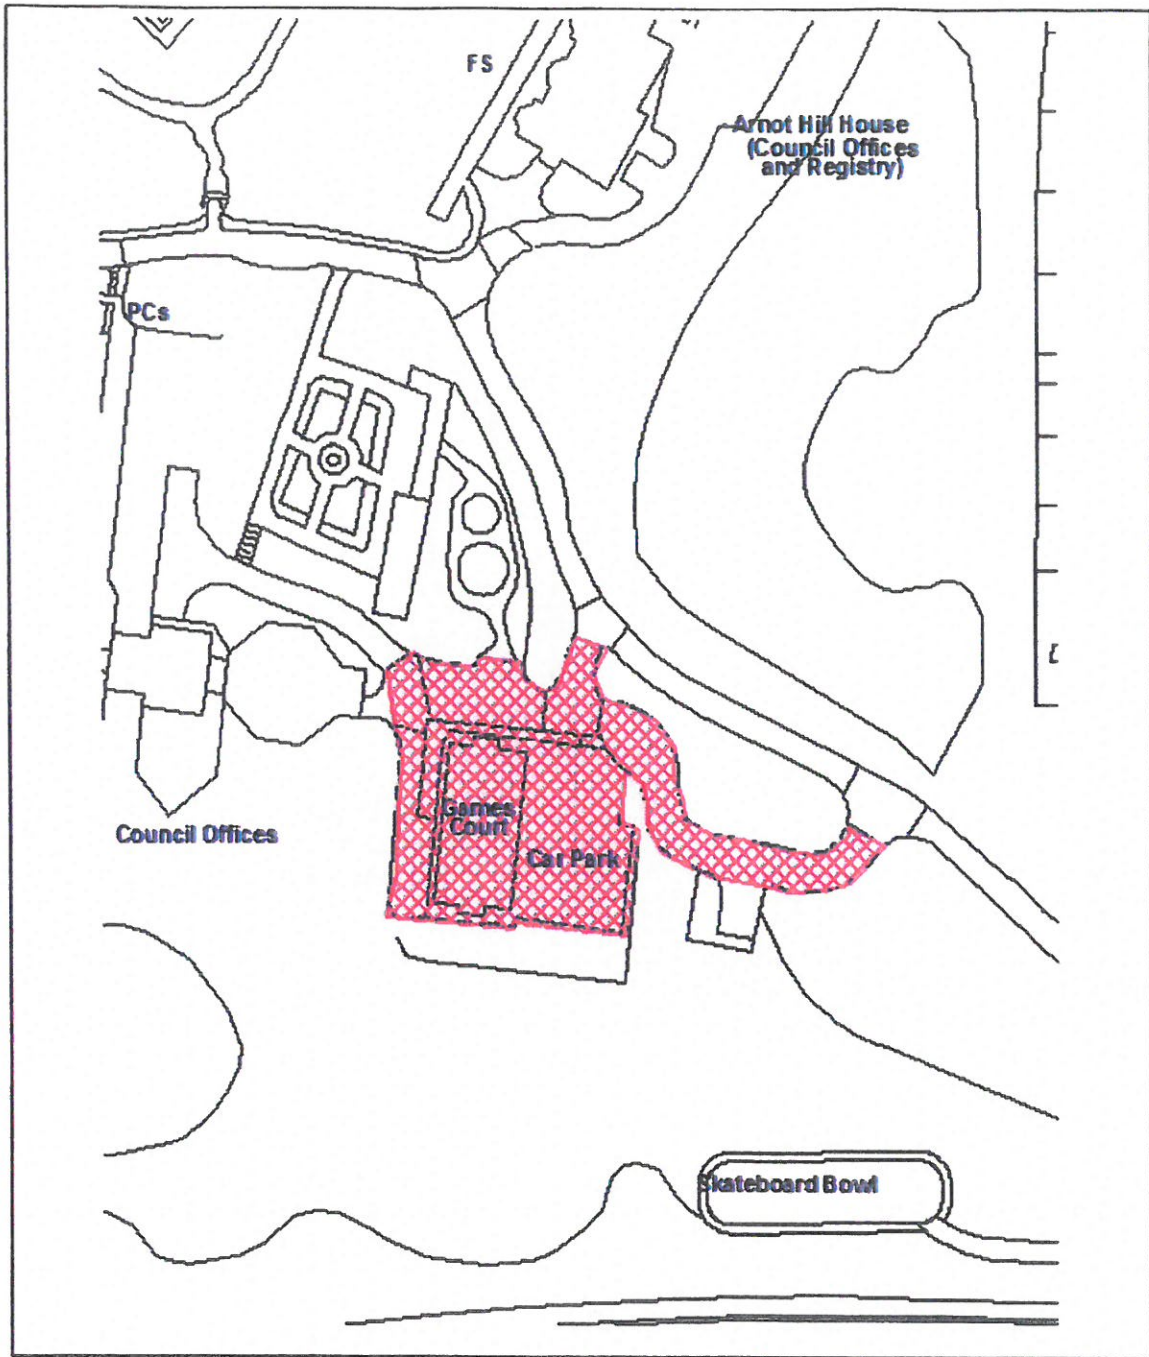 FS
Arnot Hill House
(Council Offices
and Registry)
PCs
Games
Court
Car Park
Council Offices
Skateboard Bowl